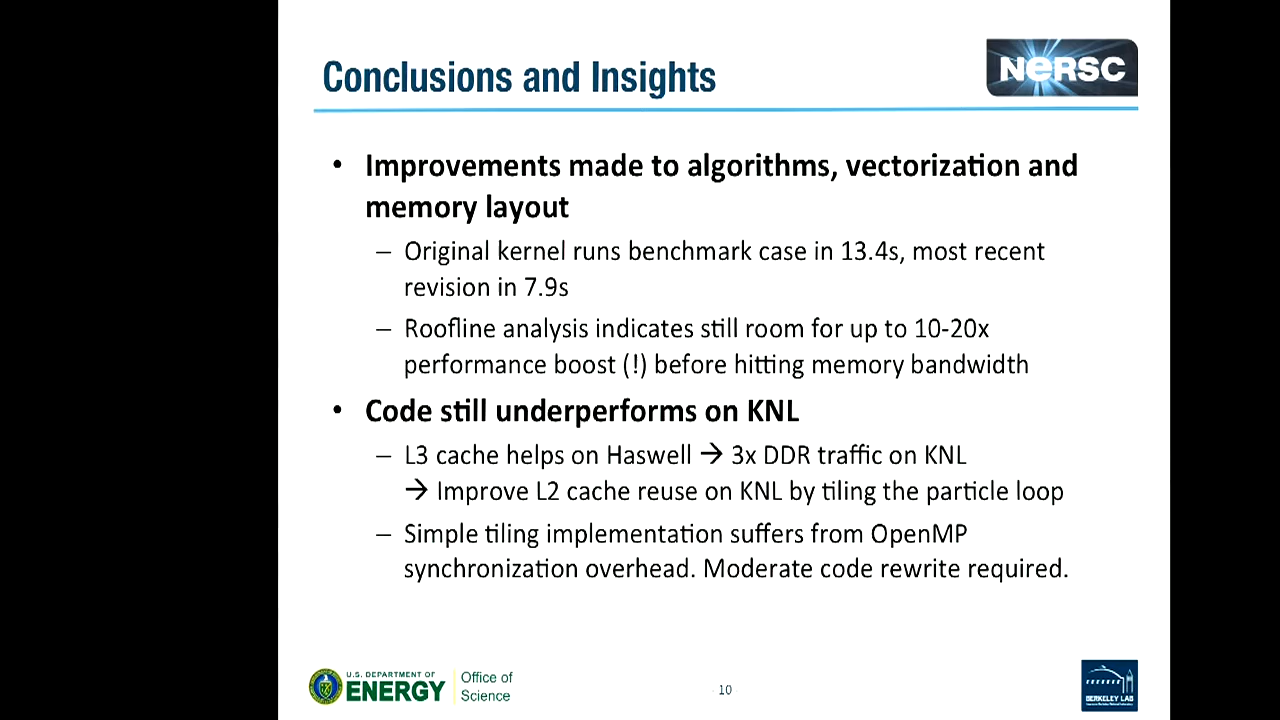 Conclusions and Insights
NERSC
• Improvements made to algorithms, vectorization and
memory layout
– Original kernel runs benchmark case in 13.4s, most recent
revision in 7.9s
– Roofline analysis indicates still room for up to 10-20x
performance boost (!) before hitting memory bandwidth
• Code still underperforms on KNL
– L3 cache helps on Haswell → 3x DDR traffic on KNL
→ Improve L2 cache reuse on KNL by tiling the particle loop
– Simple tiling implementation suffers from OpenMP
synchronization overhead. Moderate code rewrite required.
U.S. DEPARTMENT OF
ENERGY
Office of
Science
10
BERKELEY LAB